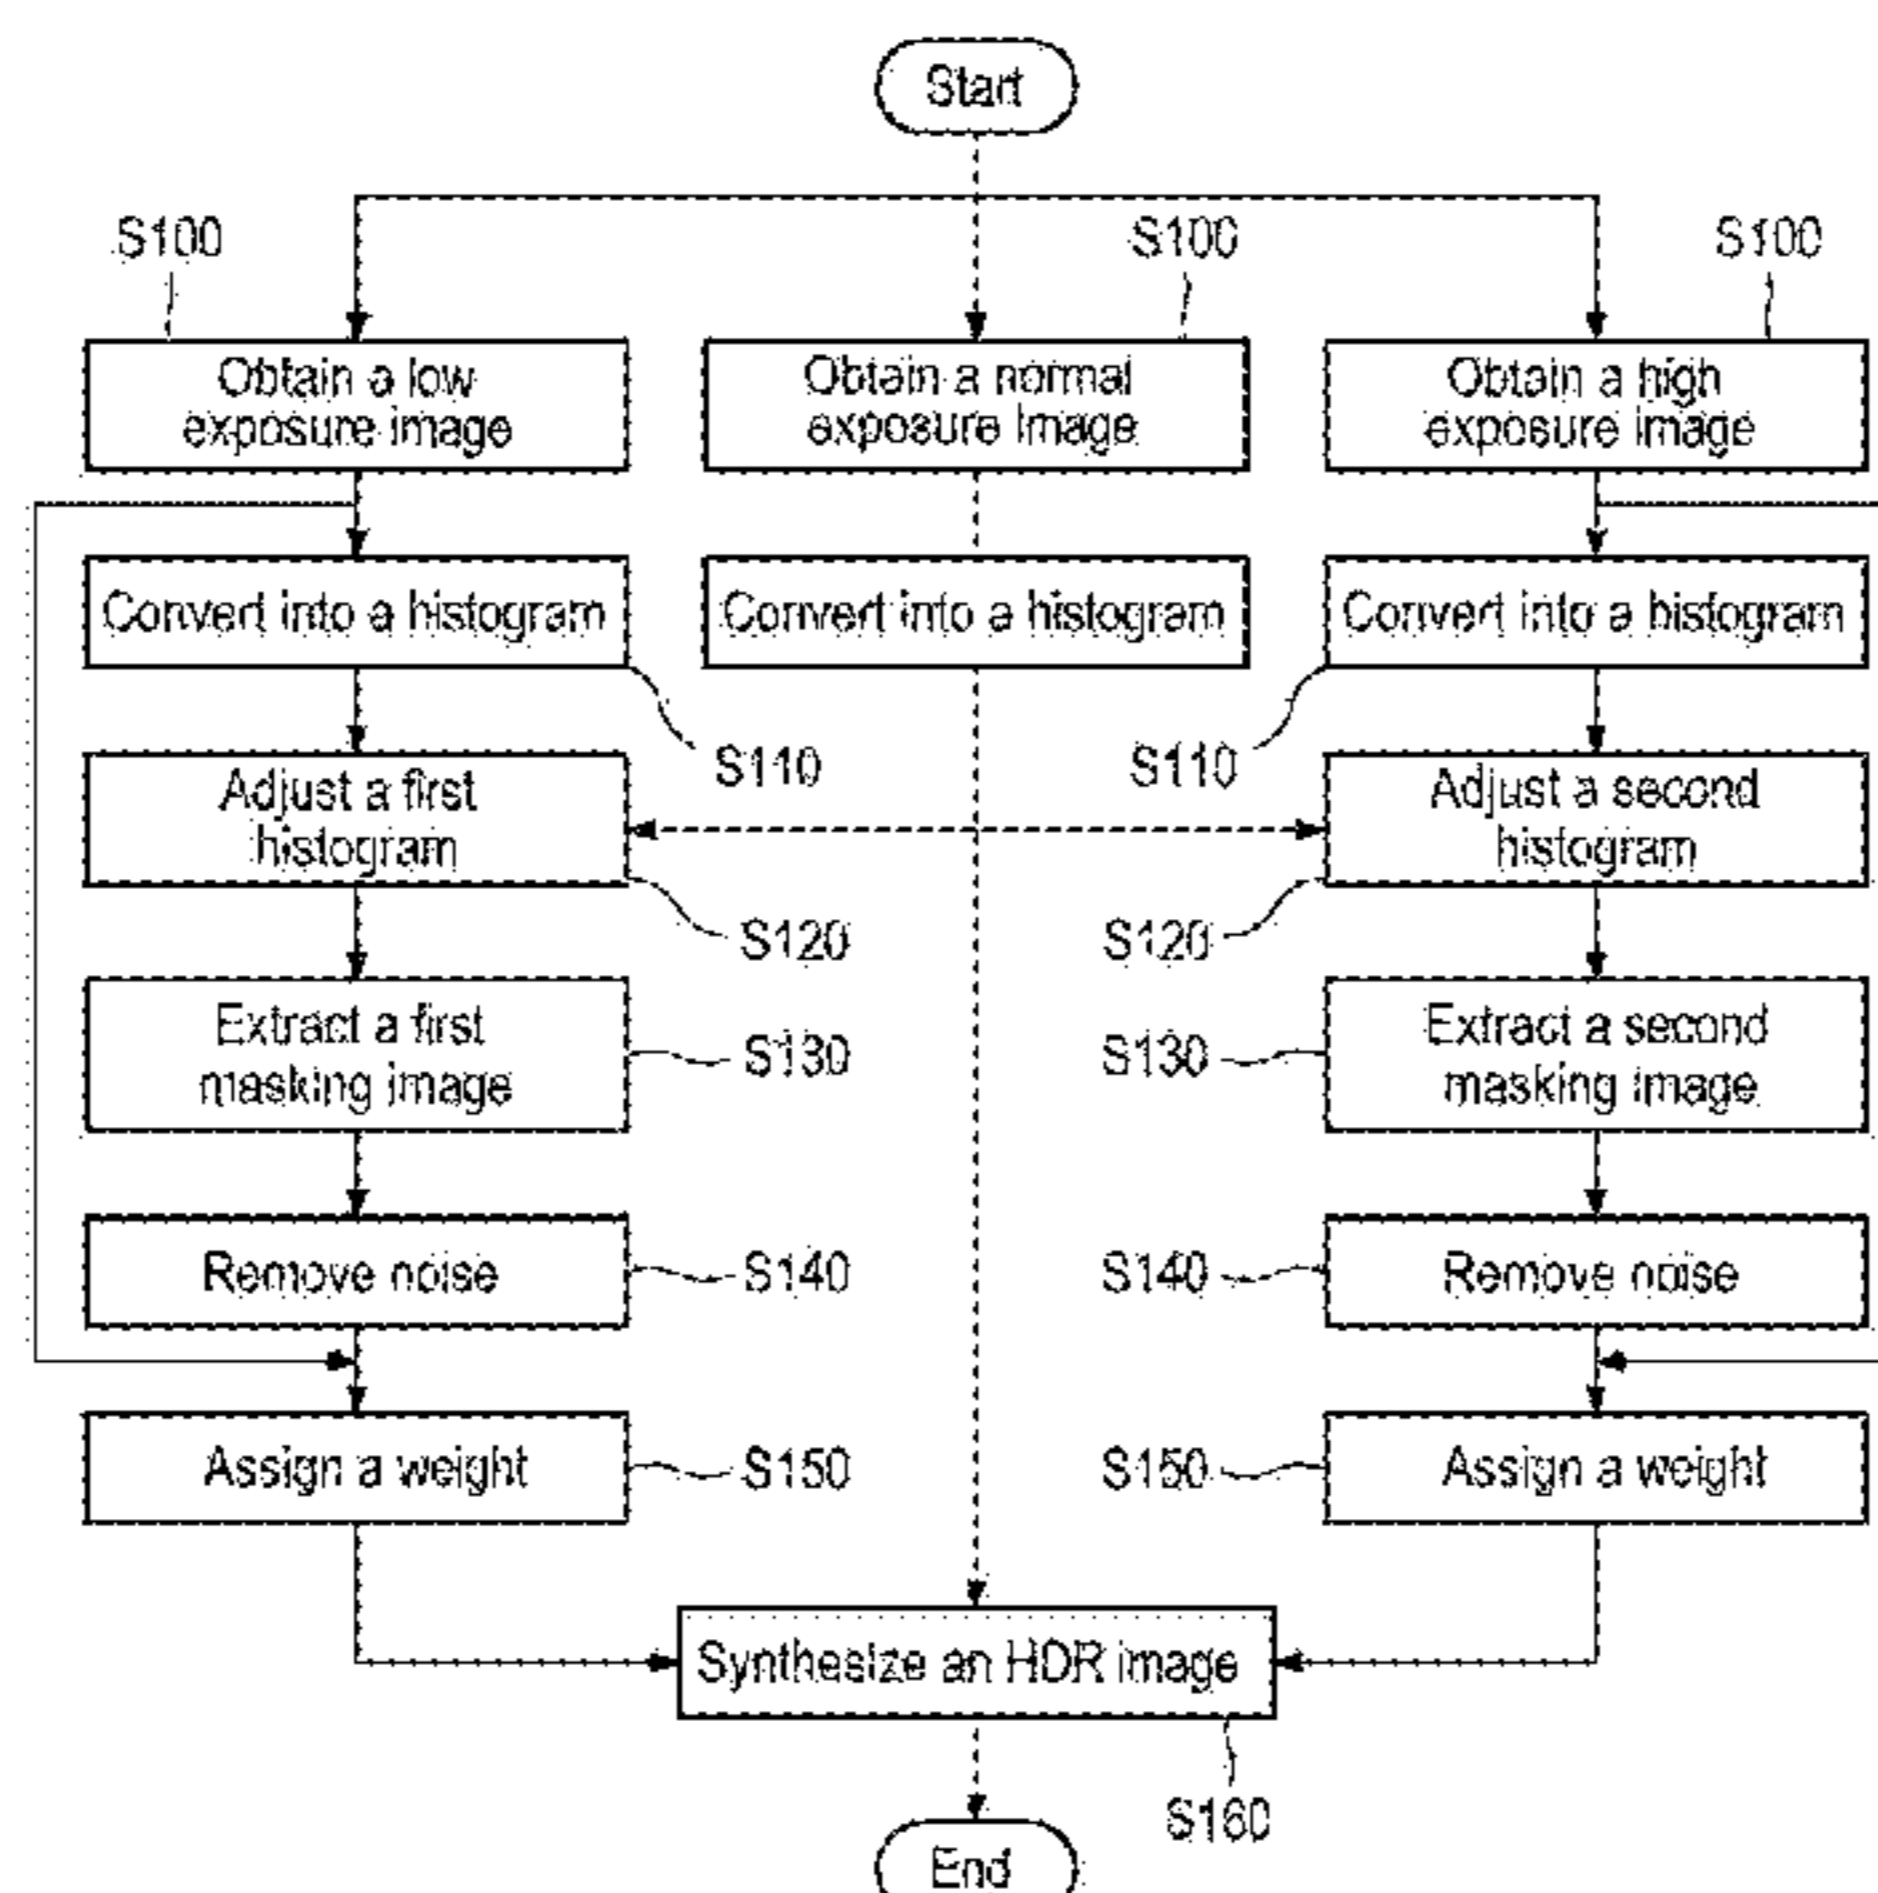 Start
S100
S100
S100
Obtain a low
exposure image
Obtain a normal
exposure image
Obtain a high
exposure image
Convert into a histogram
Convert into a histogram
Convert into a histogram
S110
S110
Adjust a first
histogram
Adjust a second
histogram
S120
S120
Extract a first
masking image
S130
S130
Extract a second
masking image
Remove noise
S140
S140
Remove noise
Assign a weight
S150
S150
Assign a weight
Synthesize an HDR image
S160
End